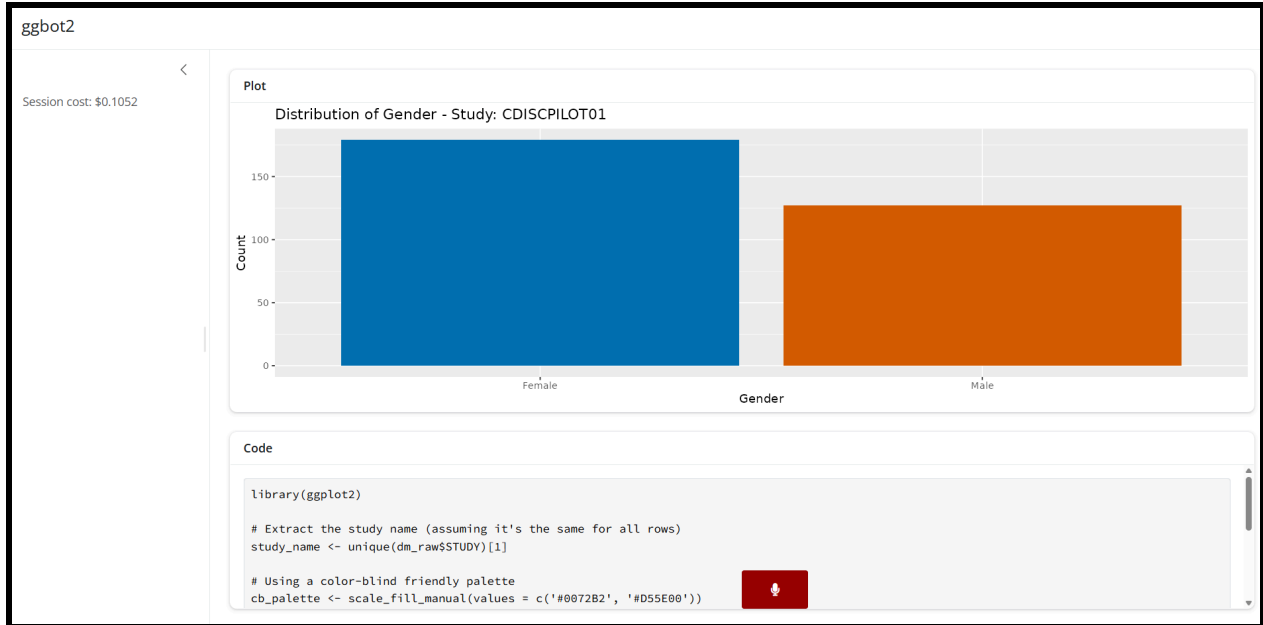 ggbot2
Session cost: $0.1052
Plot
Distribution of Gender - Study: CDISCPILOT01
150
100
50
0
Count
Female
Male
Gender
Code
library(ggplot2)
# Extract the study name (assuming it's the same for all rows)
study_name <- unique(dm_raw$STUDY)[1]
# Using a color-blind friendly palette
cb_palette <- scale_fill_manual(values = c('#0072B2', '#D55E00'))